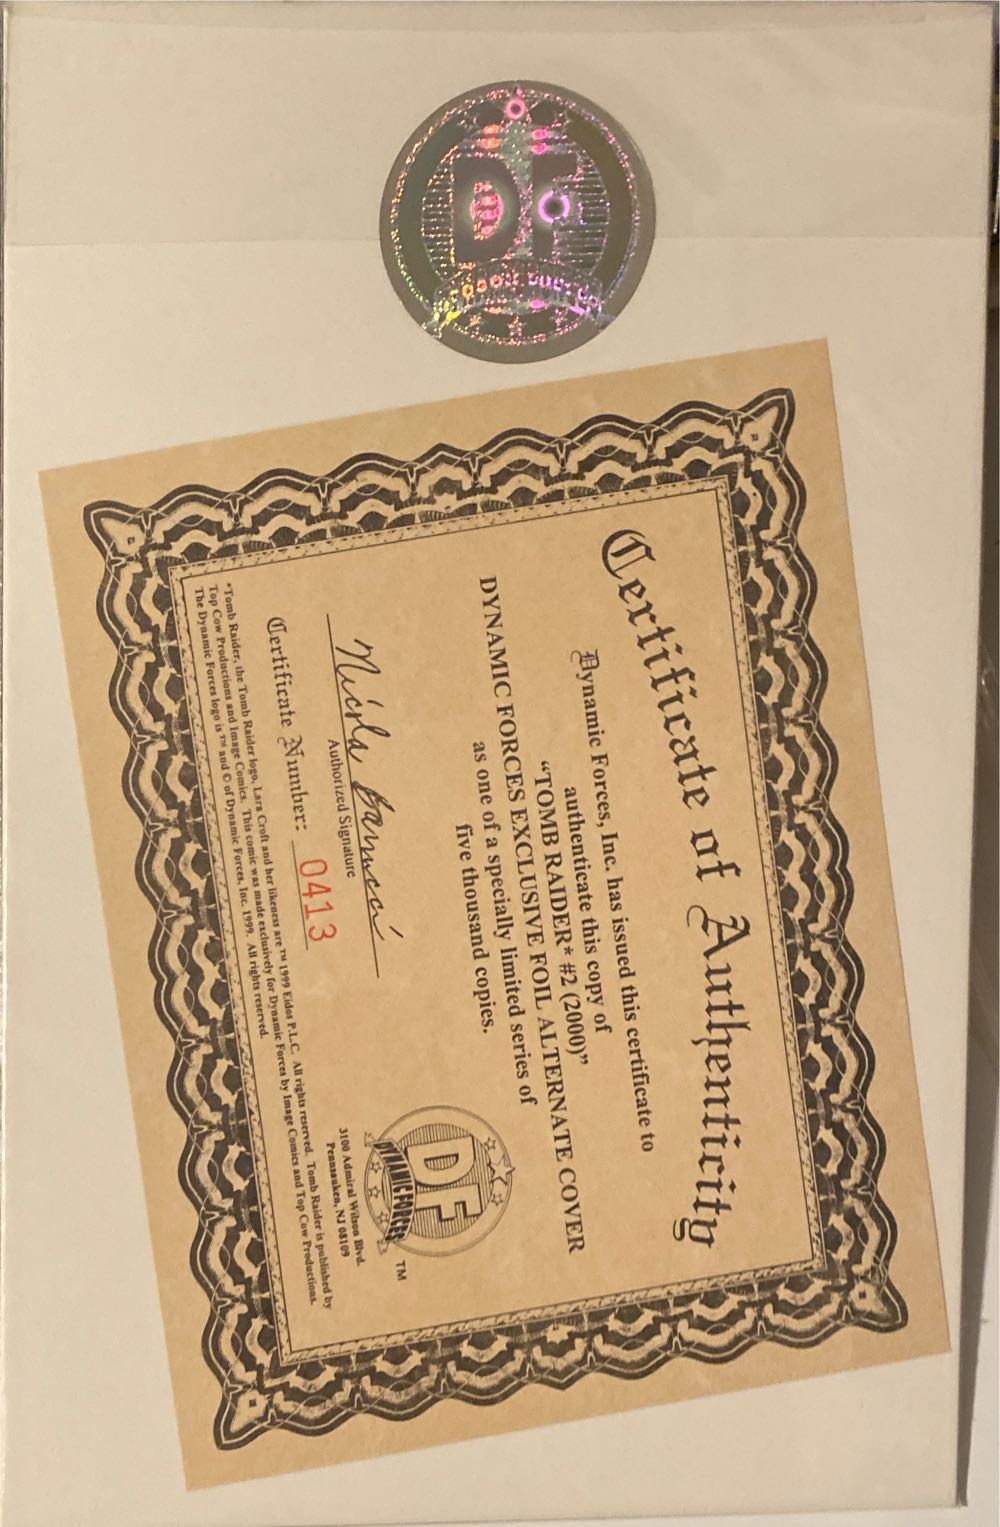 DF
Certificate of Authenticity
Dynamic Forces, Inc. has issued this certificate to
authenticate this copy of
“TOMB RAIDER* #2 (2000)”
DYNAMIC FORCES EXCLUSIVE FOIL ALTERNATE COVER
as one of a specially limited series of
five thousand copies.
Authorized Signature
Certificate Number: 0413
DF
DYNAMIC FORCES
TM
3100 Admiral Wilson Blvd.
Pennsauken, NJ 08109
*Tomb Raider, the Tomb Raider logo, Lara Croft and her likeness are ™ 1999 Eidos P.L.C. All rights reserved. Tomb Raider is published by
Top Cow Productions and Image Comics. This comic was made exclusively for Dynamic Forces by Image Comics and Top Cow Productions.
The Dynamic Forces logo is ™ and © of Dynamic Forces, Inc. 1999. All rights reserved.